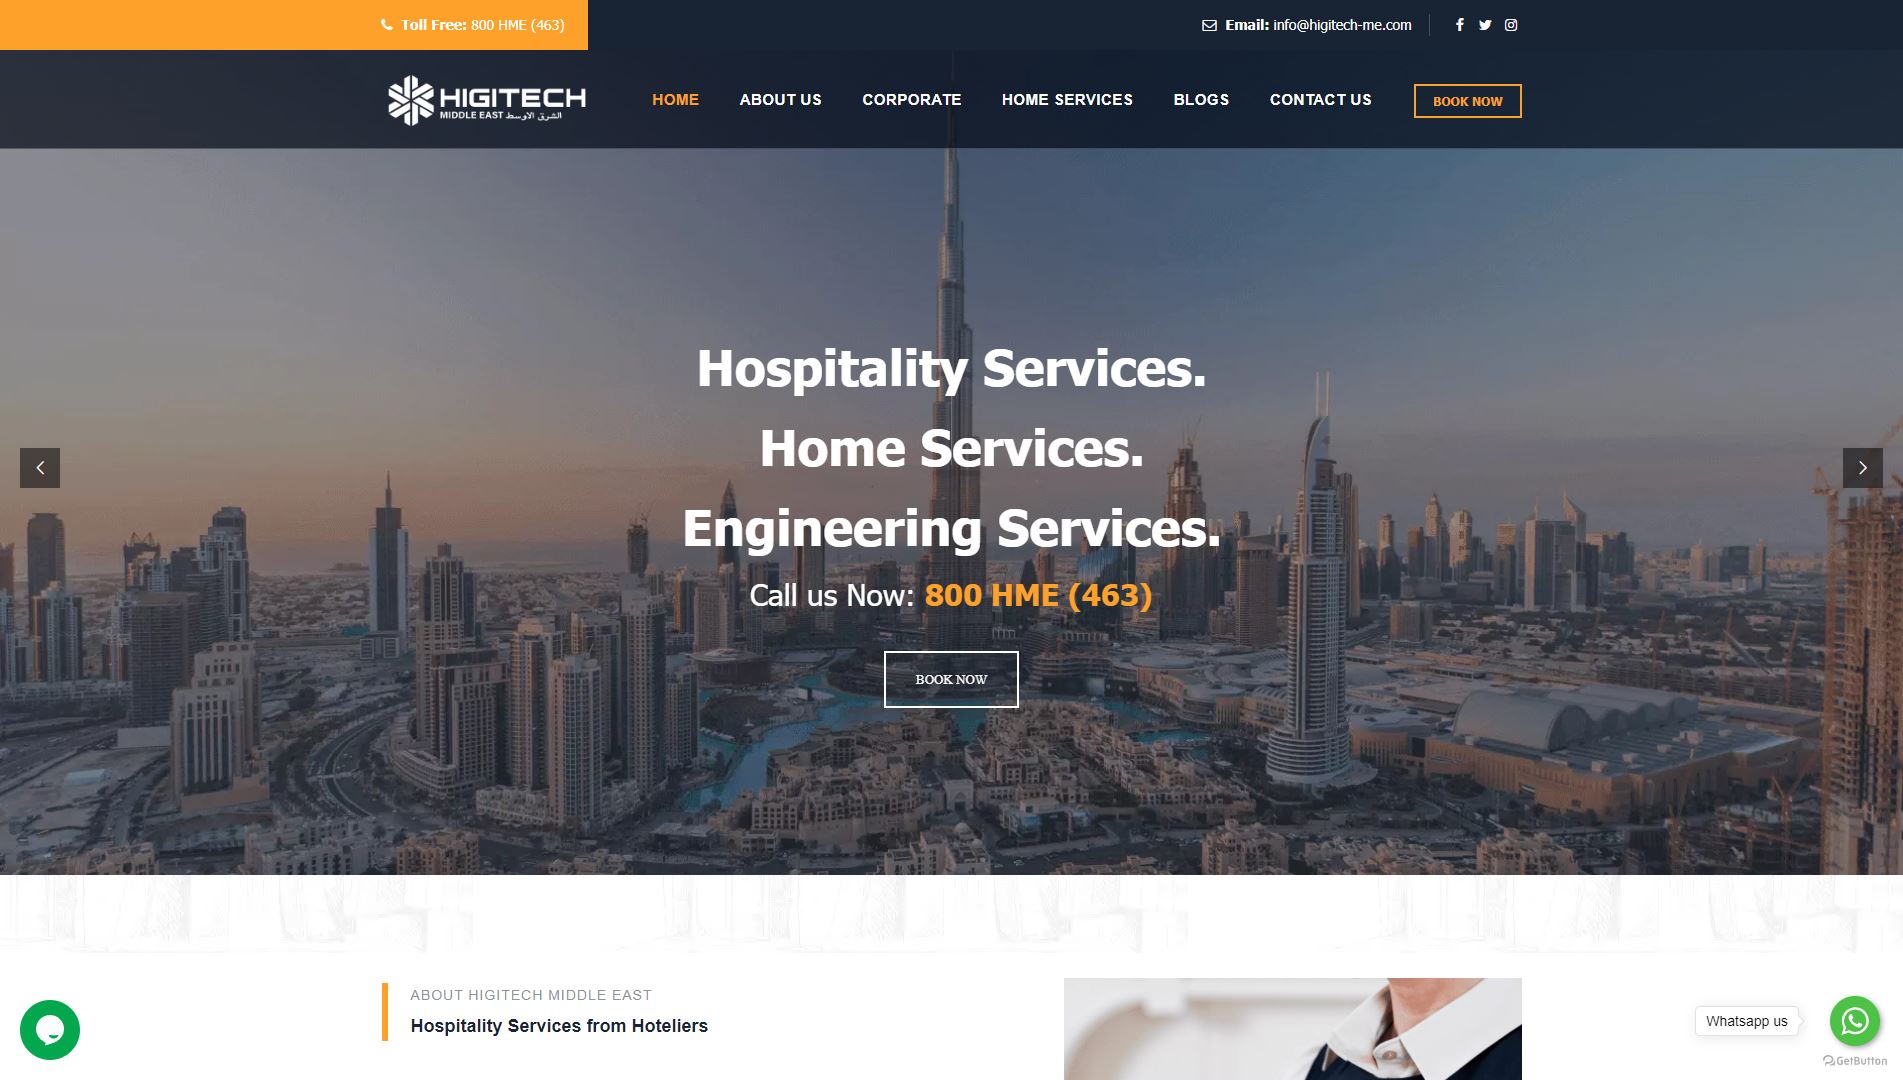 Toll Free: 800 HME (463)
Email: info@higitech-me.com
HIGITECH
MIDDLE EAST الشرق الاوسط
HOME
ABOUT US
CORPORATE
HOME SERVICES
BLOGS
CONTACT US
BOOK NOW
Hospitality Services.
Home Services.
Engineering Services.
Call us Now: 800 HME (463)
BOOK NOW
ABOUT HIGITECH MIDDLE EAST
Hospitality Services from Hoteliers
Whatsapp us
GetButton